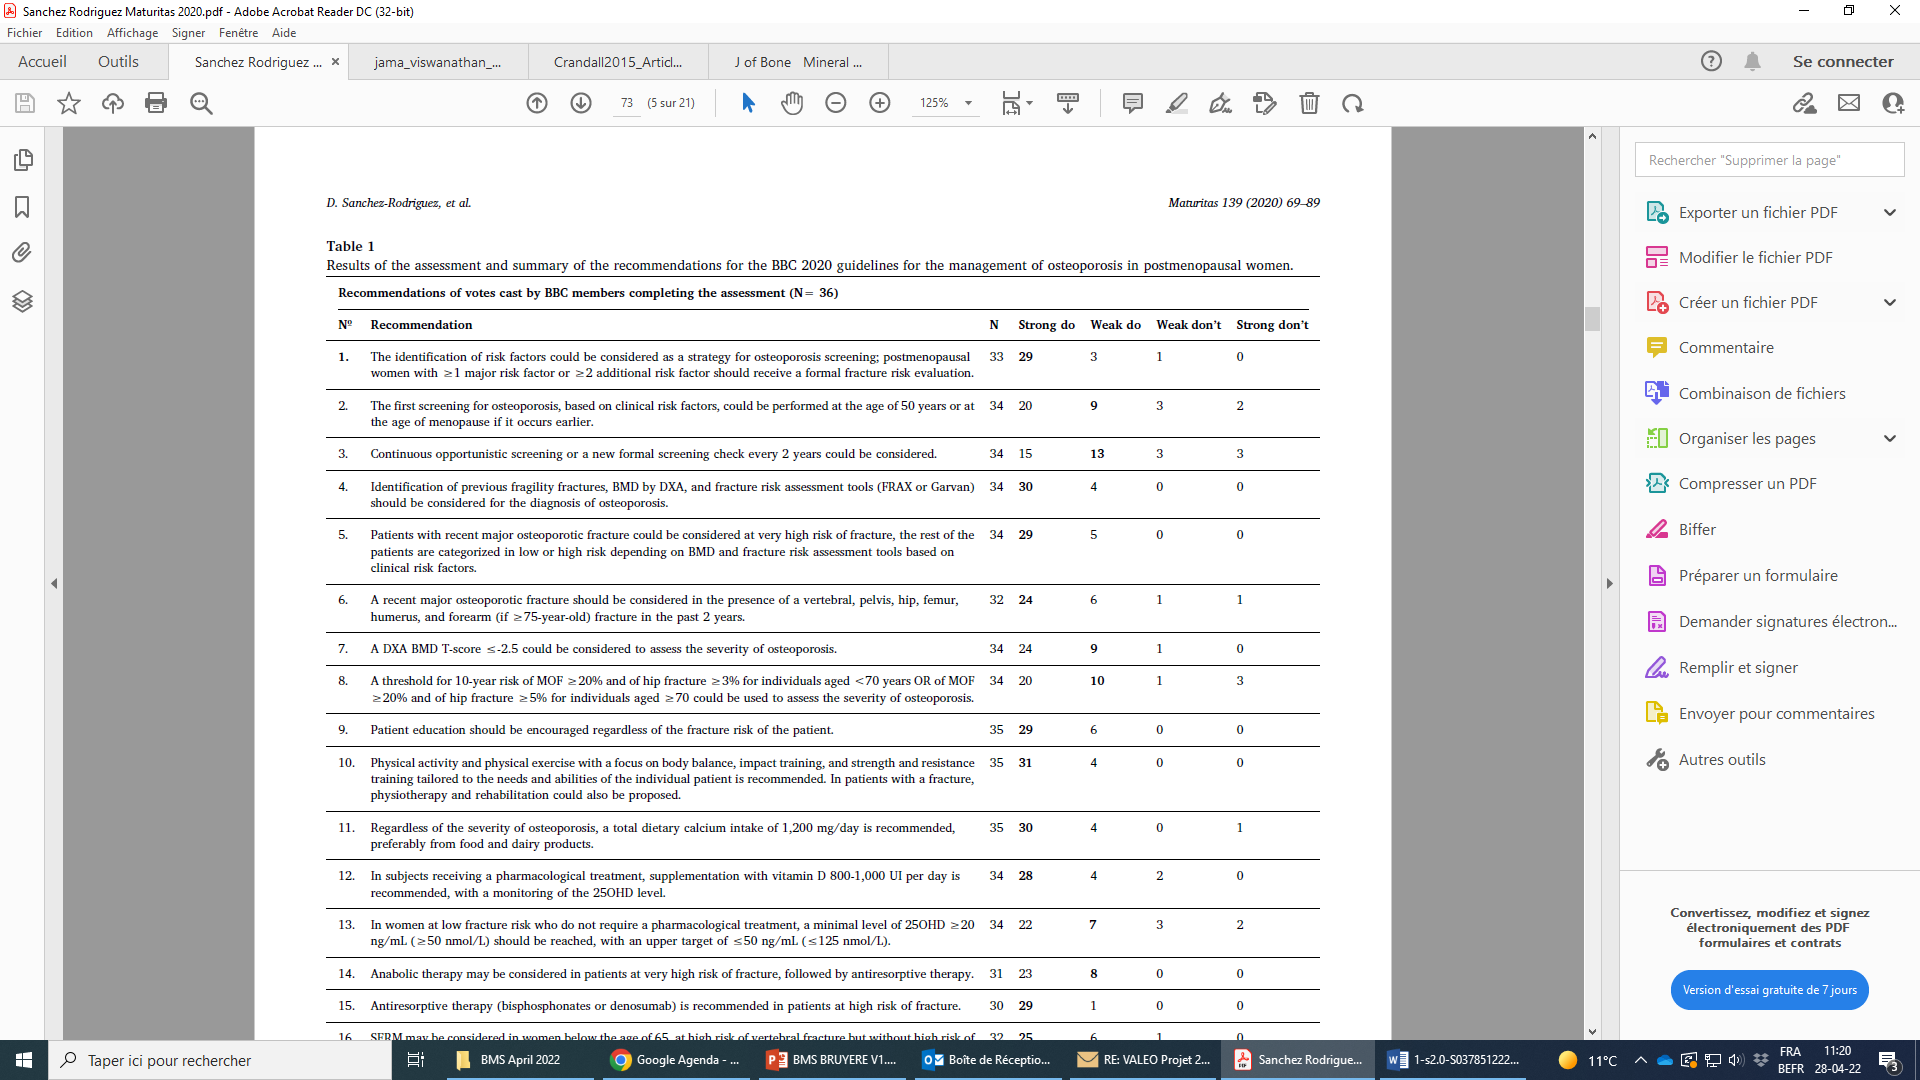 Sanchez Rodriguez Maturitas 2020.pdf - Adobe Acrobat Reader DC (32-bit)
Fichier Edition Affichage Signer Fenêtre Aide
Accueil Outils Sanchez Rodriguez ... × jama_viswanathan_... Crandall2015_Articl... J of Bone Mineral ... Se connecter
73 (5 sur 21) 125%
Rechercher "Supprimer la page"
Exporter un fichier PDF
Modifier le fichier PDF
Créer un fichier PDF
Commentaire
Combinaison de fichiers
Organiser les pages
Compresser un PDF
Biffer
Préparer un formulaire
Demander signatures électron...
Remplir et signer
Envoyer pour commentaires
Autres outils
Convertissez, modifiez et signez
électroniquement des PDF
formulaires et contrats
Version d'essai gratuite de 7 jours
D. Sanchez-Rodriguez, et al. Maturitas 139 (2020) 69–89
Table 1
Results of the assessment and summary of the recommendations for the BBC 2020 guidelines for the management of osteoporosis in postmenopausal women.
Recommendations of votes cast by BBC members completing the assessment (N= 36)
Nº Recommendation N Strong do Weak do Weak don't Strong don't
1. The identification of risk factors could be considered as a strategy for osteoporosis screening; postmenopausal 33 29 3 1 0
women with ≥1 major risk factor or ≥2 additional risk factor should receive a formal fracture risk evaluation.
2. The first screening for osteoporosis, based on clinical risk factors, could be performed at the age of 50 years or at 34 20 9 3 2
the age of menopause if it occurs earlier.
3. Continuous opportunistic screening or a new formal screening check every 2 years could be considered. 34 15 13 3 3
4. Identification of previous fragility fractures, BMD by DXA, and fracture risk assessment tools (FRAX or Garvan) 34 30 4 0 0
should be considered for the diagnosis of osteoporosis.
5. Patients with recent major osteoporotic fracture could be considered at very high risk of fracture, the rest of the 34 29 5 0 0
patients are categorized in low or high risk depending on BMD and fracture risk assessment tools based on
clinical risk factors.
6. A recent major osteoporotic fracture should be considered in the presence of a vertebral, pelvis, hip, femur, 32 24 6 1 1
humerus, and forearm (if ≥75-year-old) fracture in the past 2 years.
7. A DXA BMD T-score ≤-2.5 could be considered to assess the severity of osteoporosis. 34 24 9 1 0
8. A threshold for 10-year risk of MOF ≥20% and of hip fracture ≥3% for individuals aged <70 years OR of MOF 34 20 10 1 3
≥20% and of hip fracture ≥5% for individuals aged ≥70 could be used to assess the severity of osteoporosis.
9. Patient education should be encouraged regardless of the fracture risk of the patient. 35 29 6 0 0
10. Physical activity and physical exercise with a focus on body balance, impact training, and strength and resistance 35 31 4 0 0
training tailored to the needs and abilities of the individual patient is recommended. In patients with a fracture,
physiotherapy and rehabilitation could also be proposed.
11. Regardless of the severity of osteoporosis, a total dietary calcium intake of 1,200 mg/day is recommended, 35 30 4 0 1
preferably from food and dairy products.
12. In subjects receiving a pharmacological treatment, supplementation with vitamin D 800-1,000 UI per day is 34 28 4 2 0
recommended, with a monitoring of the 25OHD level.
13. In women at low fracture risk who do not require a pharmacological treatment, a minimal level of 25OHD ≥20 34 22 7 3 2
ng/mL (≥50 nmol/L) should be reached, with an upper target of ≤50 ng/mL (≤125 nmol/L).
14. Anabolic therapy may be considered in patients at very high risk of fracture, followed by antiresorptive therapy. 31 23 8 0 0
15. Antiresorptive therapy (bisphosphonates or denosumab) is recommended in patients at high risk of fracture. 30 29 1 0 0
16. SERM may be considered in women below the age of 65, at high risk of vertebral fracture but without high risk of 32 25 6 1 0
Taper ici pour rechercher BMS April 2022 Google Agenda - ... BMS BRUYERE V1.... Boîte de Réceptio... RE: VALEO Projet 2... Sanchez Rodrigue... 1-s2.0-S037851222... 11°C FRA 11:20
BEFR 28-04-22 3